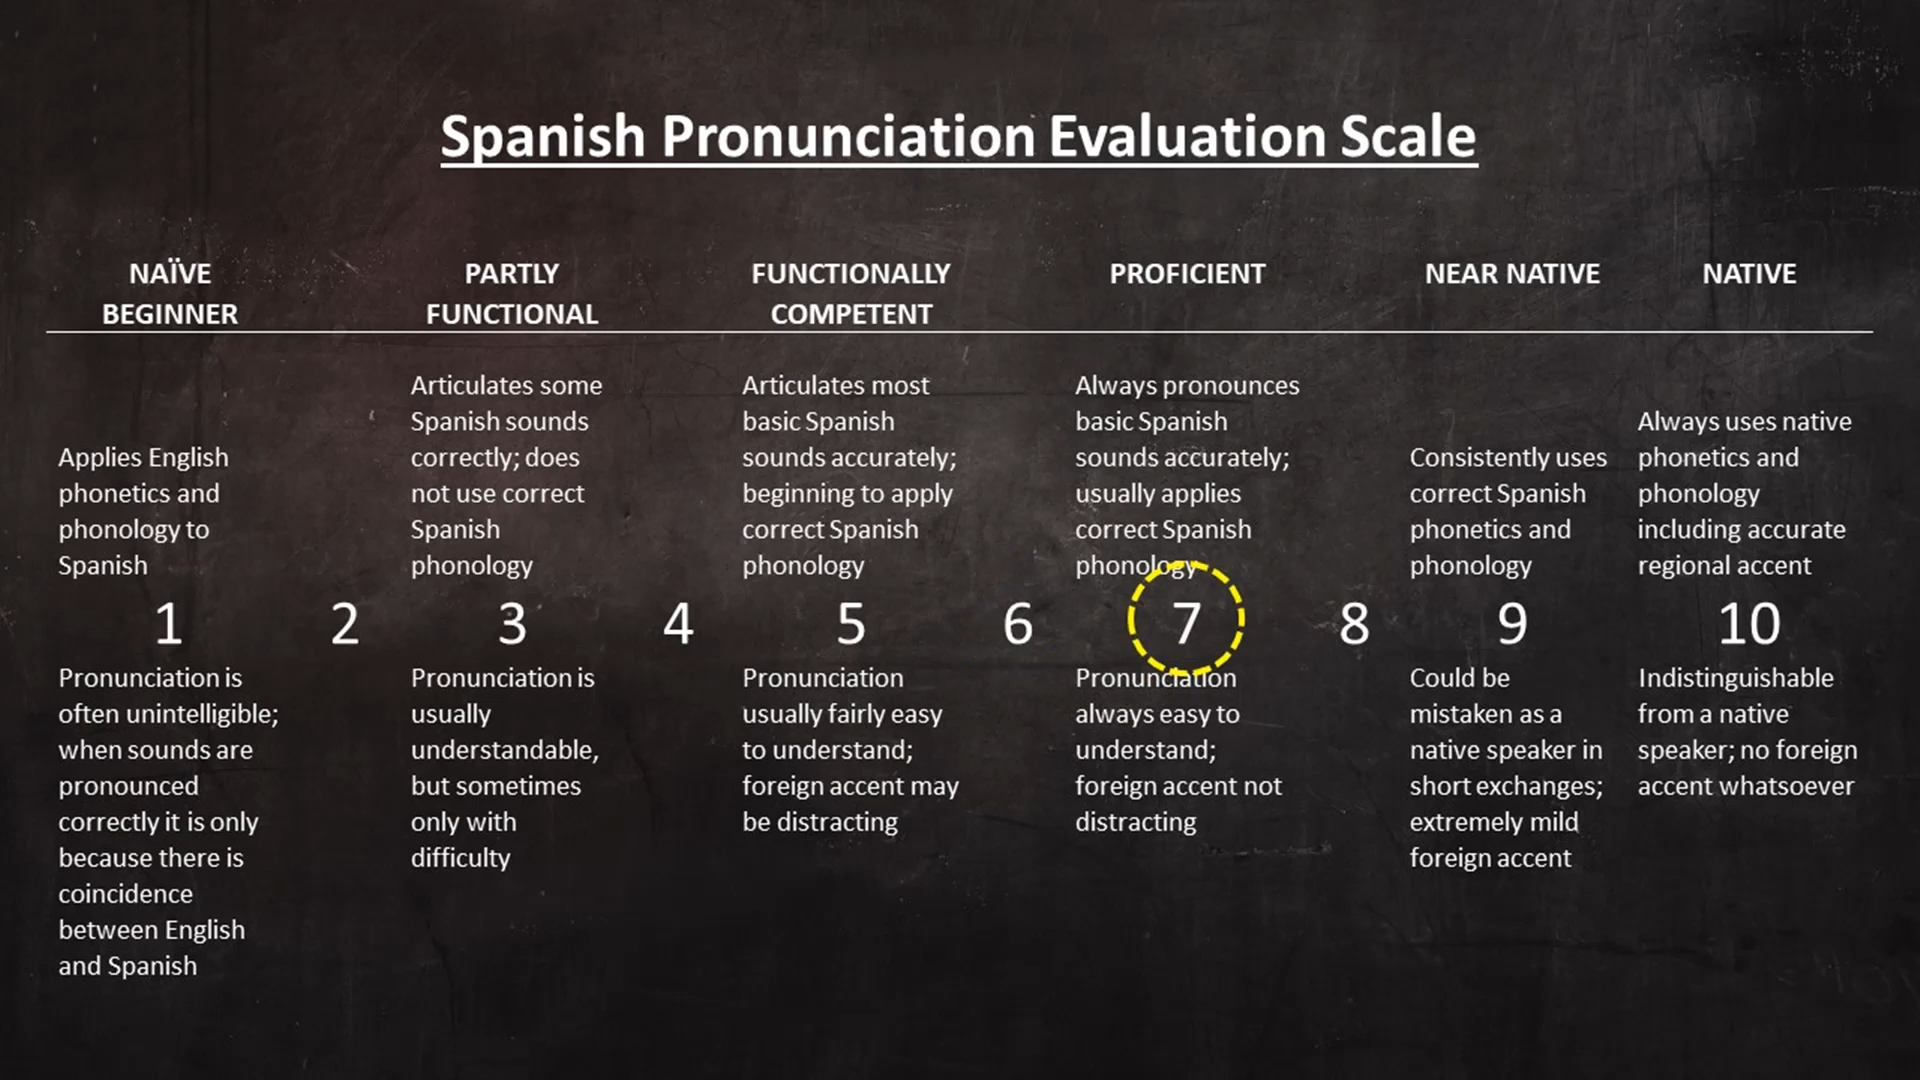 Spanish Pronunciation Evaluation Scale
NAÏVE
BEGINNER
PARTLY
FUNCTIONAL
FUNCTIONALLY
COMPETENT
PROFICIENT
NEAR NATIVE
NATIVE
Applies English
phonetics and
phonology to
Spanish
Articulates some
Spanish sounds
correctly; does
not use correct
Spanish
phonology
Articulates most
basic Spanish
sounds accurately;
beginning to apply
correct Spanish
phonology
Always pronounces
basic Spanish
sounds accurately;
usually applies
correct Spanish
phonology
Consistently uses
correct Spanish
phonetics and
phonology
Always uses native
phonetics and
phonology
including accurate
regional accent
1 2 3 4 5 6 7 8 9 10
Pronunciation is
often unintelligible;
when sounds are
pronounced
correctly it is only
because there is
coincidence
between English
and Spanish
Pronunciation is
usually
understandable,
but sometimes
only with
difficulty
Pronunciation
usually fairly easy
to understand;
foreign accent may
be distracting
Pronunciation
always easy to
understand;
foreign accent not
distracting
Could be
mistaken as a
native speaker in
short exchanges;
extremely mild
foreign accent
Indistinguishable
from a native
speaker; no foreign
accent whatsoever